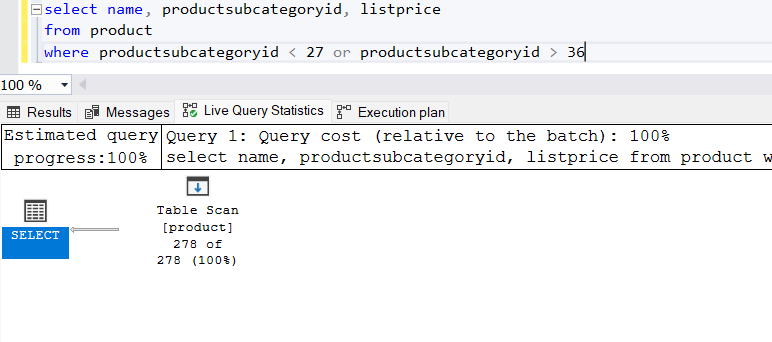 select name, productsubcategoryid, listprice
from product
where productsubcategoryid < 27 or productsubcategoryid > 36
100 %
Results Messages Live Query Statistics Execution plan
Estimated query progress:100%
Query 1: Query cost (relative to the batch): 100%
select name, productsubcategoryid, listprice from product w
SELECT
Table Scan
[product]
278 of
278 (100%)